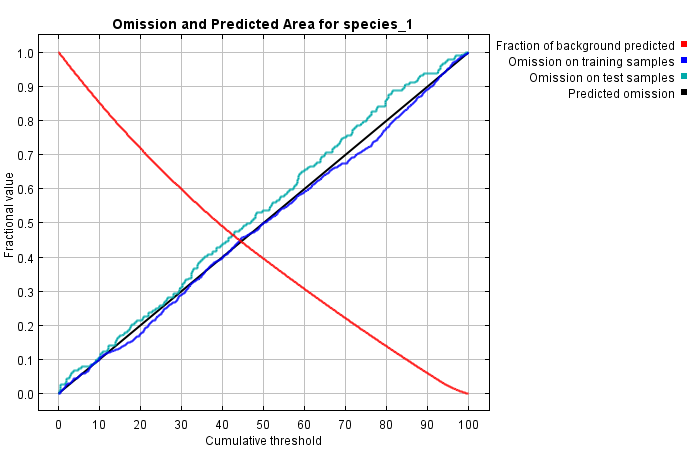 Omission and Predicted Area for species_1
Fraction of background predicted
Omission on training samples
Omission on test samples
Predicted omission
Fractional value
1.0
0.9
0.8
0.7
0.6
0.5
0.4
0.3
0.2
0.1
0.0
0 10 20 30 40 50 60 70 80 90 100
Cumulative threshold